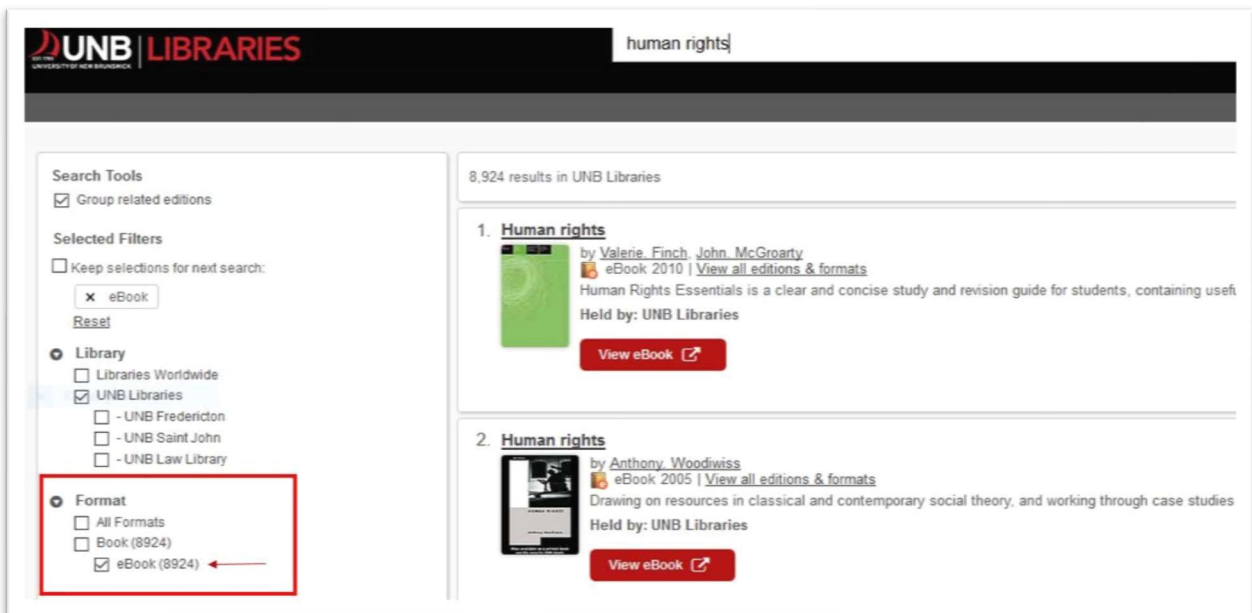 UNB | LIBRARIES
UNIVERSITY OF NEW BRUNSWICK
human rights
Search Tools
Group related editions
Selected Filters
Keep selections for next search:
x eBook
Reset
Library
Libraries Worldwide
UNB Libraries
- UNB Fredericton
- UNB Saint John
- UNB Law Library
Format
All Formats
Book (8924)
eBook (8924)
8,924 results in UNB Libraries
1. Human rights
by Valerie. Finch, John. McGroarty
eBook 2010 | View all editions & formats
Human Rights Essentials is a clear and concise study and revision guide for students, containing usefu
Held by: UNB Libraries
View eBook
2. Human rights
by Anthony. Woodiwiss
eBook 2005 | View all editions & formats
Drawing on resources in classical and contemporary social theory, and working through case studies
Held by: UNB Libraries
View eBook